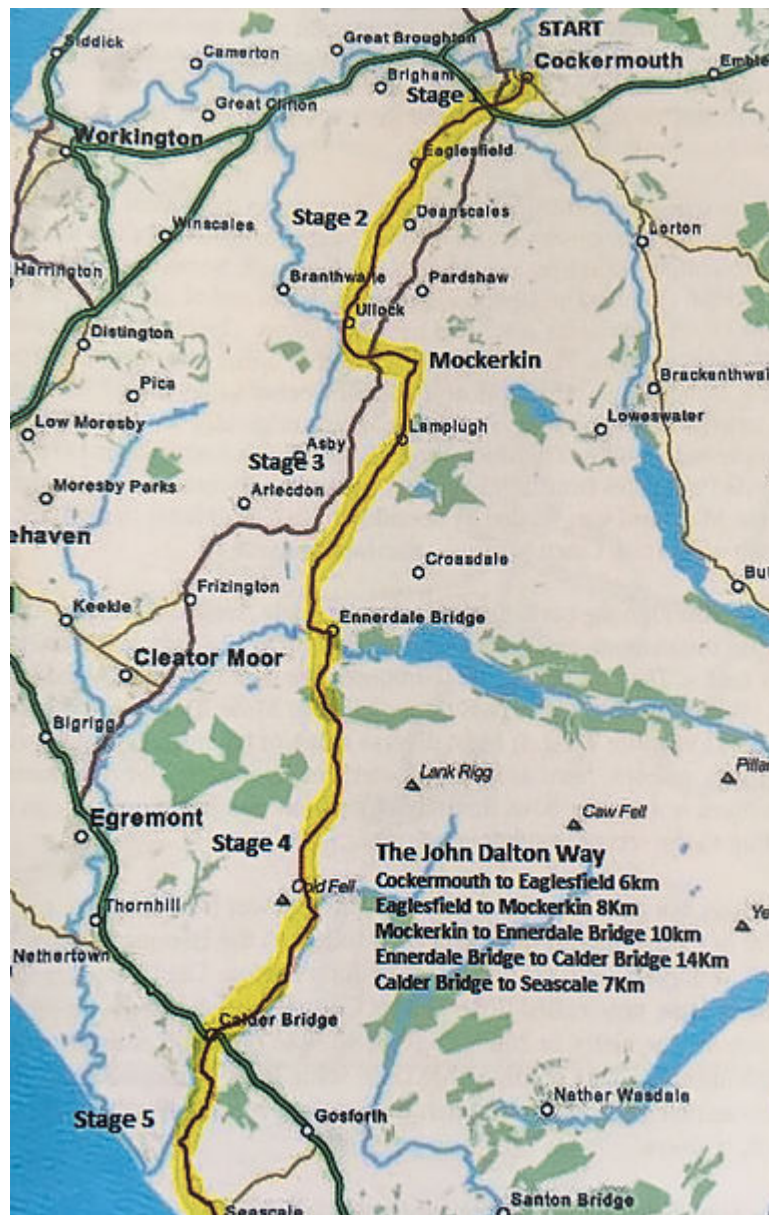 START
Siddick
Camerton
Great Broughton
Cockermouth
Brigham
Stage 1
Great Clifton
Workington
Eaglesfield
Stage 2
Deanscales
Winscales
Lorton
Harrington
Branthwaite
Pardshaw
Ullock
Distington
Mockerkin
Pica
Low Moresby
Loweswater
Lamplugh
Asby
Stage 3
Moresby Parks
Arlecdon
ehaven
Croasdale
Frizington
Keekle
Ennerdale Bridge
Cleator Moor
Bigrigg
Lank Rigg
Caw Fell
Egremont
Stage 4
The John Dalton Way
Cockermouth to Eaglesfield 6km
Eaglesfield to Mockerkin 8Km
Mockerkin to Ennerdale Bridge 10km
Ennerdale Bridge to Calder Bridge 14Km
Calder Bridge to Seascale 7Km
Cold Fell
Thornhill
Nethertown
Calder Bridge
Nether Wasdale
Stage 5
Gosforth
Santon Bridge
Seascale